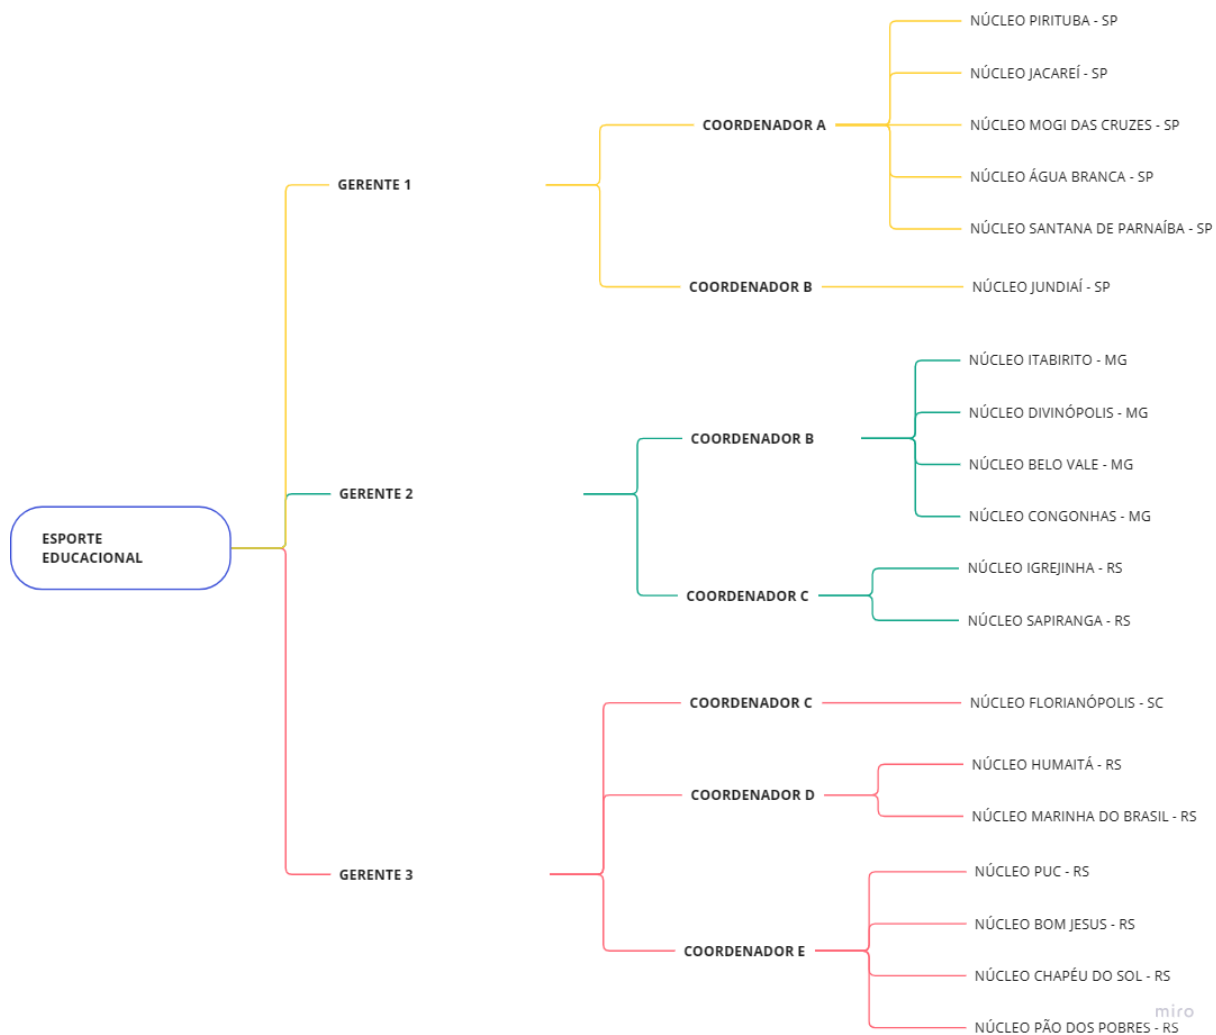 ESPORTE
EDUCACIONAL
GERENTE 1
COORDENADOR A
NÚCLEO PIRITUBA - SP
NÚCLEO JACAREÍ - SP
NÚCLEO MOGI DAS CRUZES - SP
NÚCLEO ÁGUA BRANCA - SP
NÚCLEO SANTANA DE PARNAÍBA - SP
COORDENADOR B
NÚCLEO JUNDIAÍ - SP
GERENTE 2
COORDENADOR B
NÚCLEO ITABIRITO - MG
NÚCLEO DIVINÓPOLIS - MG
NÚCLEO BELO VALE - MG
NÚCLEO CONGONHAS - MG
COORDENADOR C
NÚCLEO IGREJINHA - RS
NÚCLEO SAPIRANGA - RS
GERENTE 3
COORDENADOR C
NÚCLEO FLORIANÓPOLIS - SC
COORDENADOR D
NÚCLEO HUMAITÁ - RS
NÚCLEO MARINHA DO BRASIL - RS
COORDENADOR E
NÚCLEO PUC - RS
NÚCLEO BOM JESUS - RS
NÚCLEO CHAPÉU DO SOL - RS
NÚCLEO PÃO DOS POBRES - RS
miro